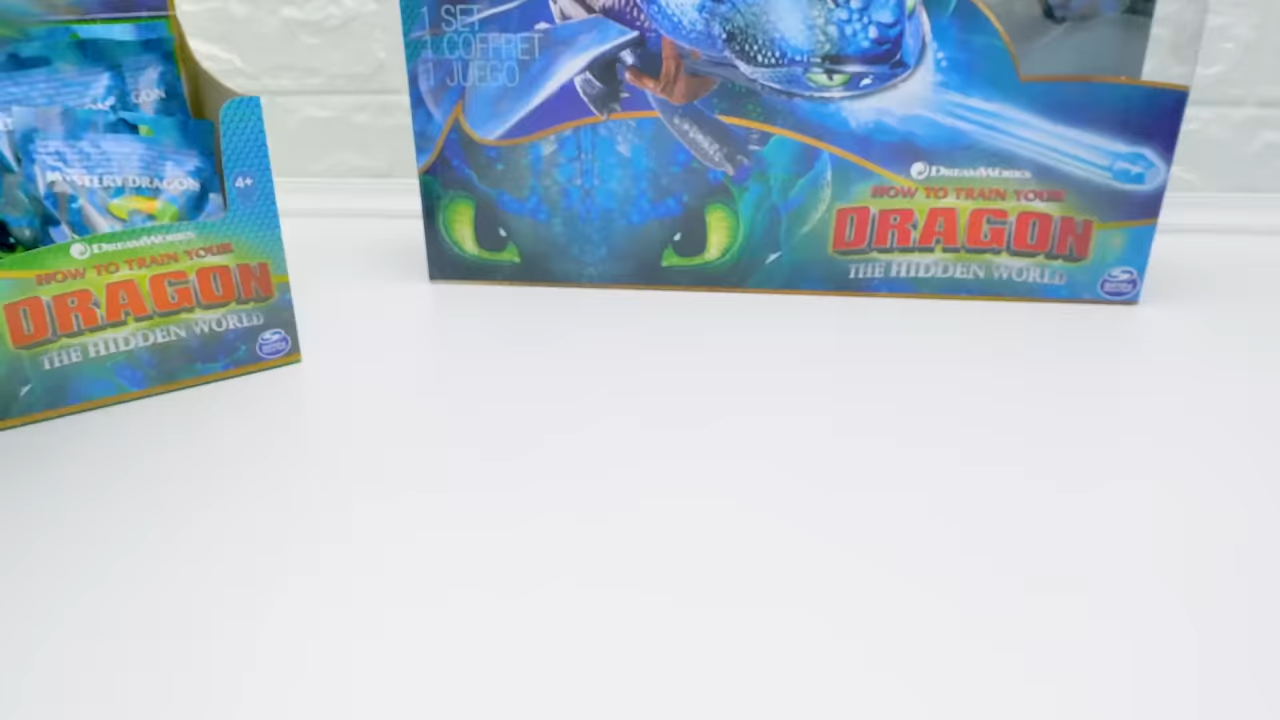 1 SET
1 COFFRET
1 JUEGO
GON
MYSTERY DRAGON
4+
DREAMWORKS
HOW TO TRAIN YOUR
DRAGON
THE HIDDEN WORLD
DREAMWORKS
HOW TO TRAIN YOUR
DRAGON
THE HIDDEN WORLD